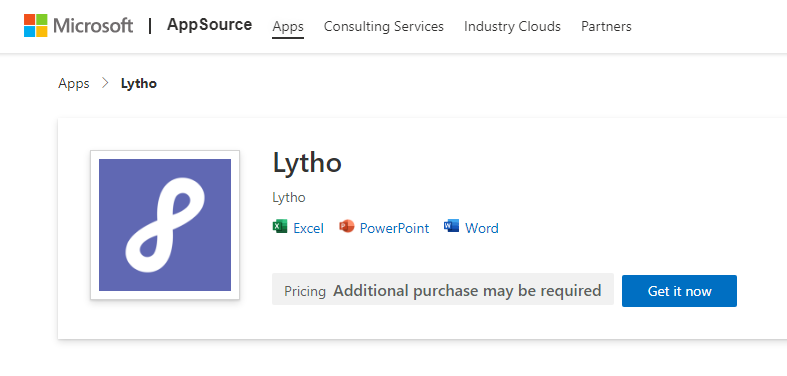 Microsoft | AppSource Apps Consulting Services Industry Clouds Partners
Apps > Lytho
Lytho
Lytho
Excel PowerPoint Word
Pricing Additional purchase may be required Get it now